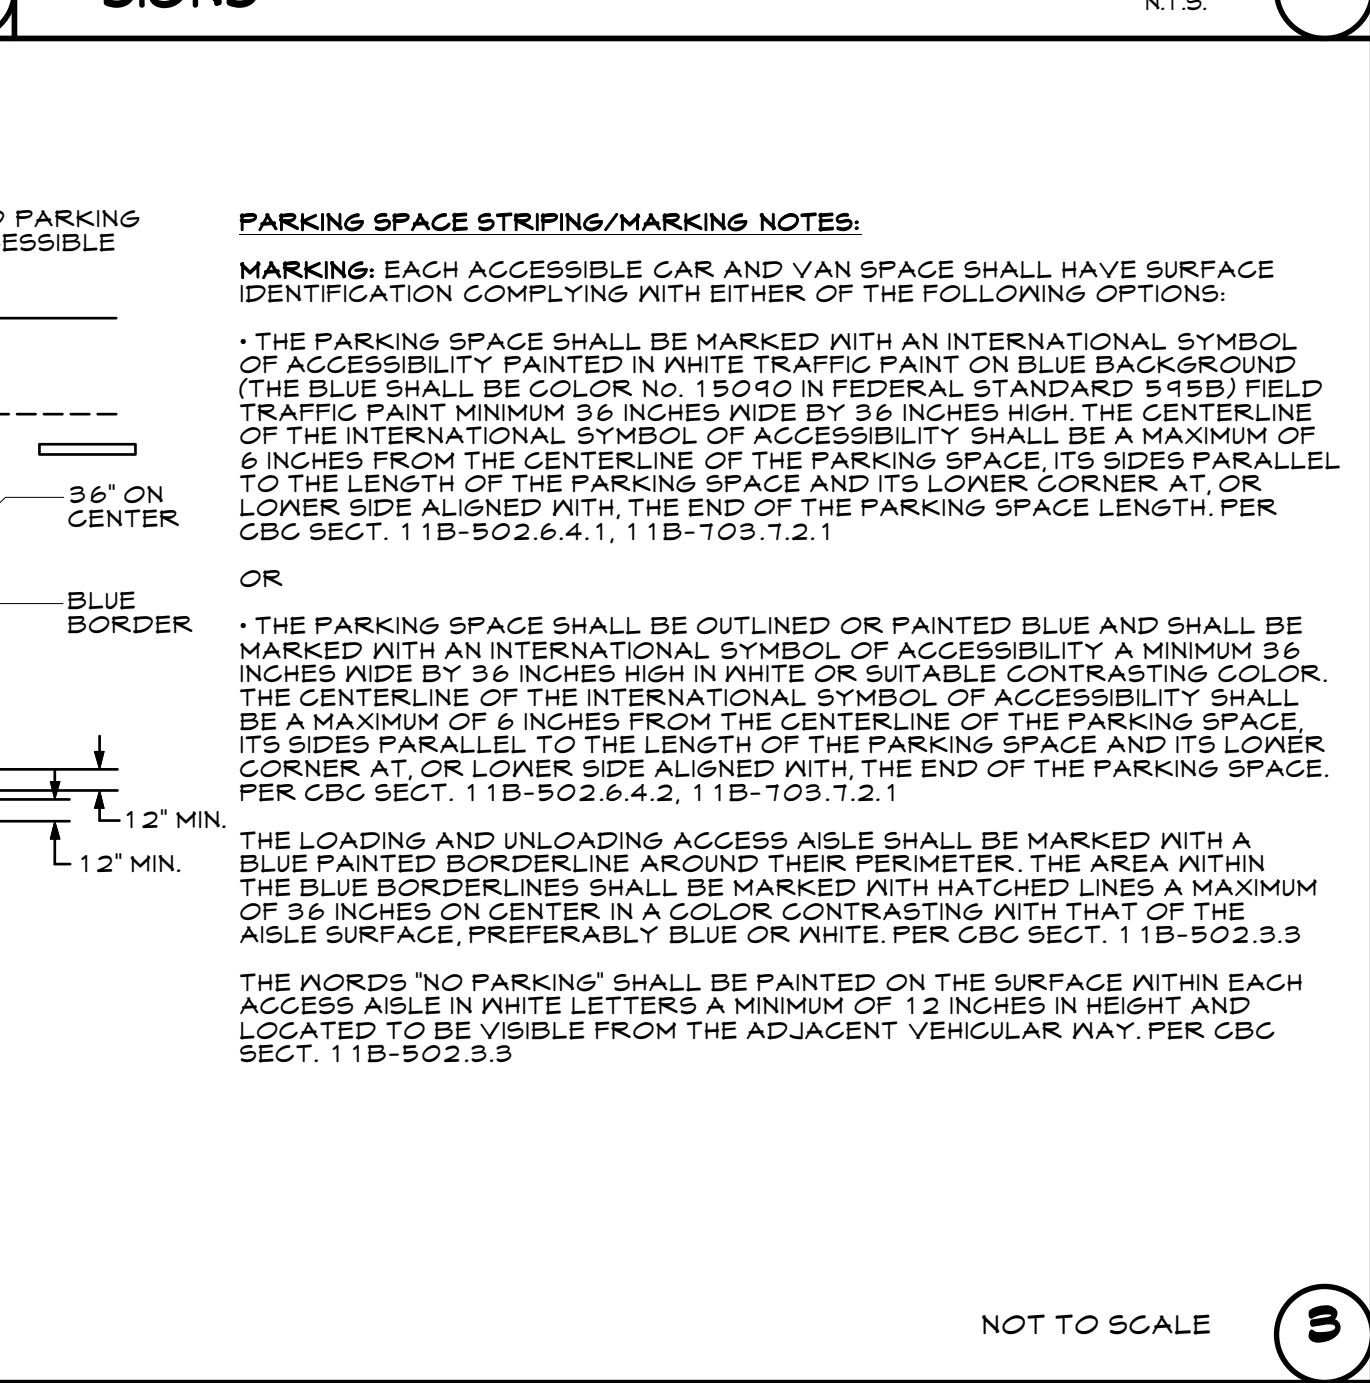 N.T.S.
PARKING
36" ON
CENTER
BLUE
BORDER
12" MIN.
12" MIN.
PARKING SPACE STRIPING/MARKING NOTES:
MARKING: EACH ACCESSIBLE CAR AND VAN SPACE SHALL HAVE SURFACE
IDENTIFICATION COMPLYING WITH EITHER OF THE FOLLOWING OPTIONS:
• THE PARKING SPACE SHALL BE MARKED WITH AN INTERNATIONAL SYMBOL
OF ACCESSIBILITY PAINTED IN WHITE TRAFFIC PAINT ON BLUE BACKGROUND
(THE BLUE SHALL BE COLOR No. 15090 IN FEDERAL STANDARD 595B) FIELD
TRAFFIC PAINT MINIMUM 36 INCHES WIDE BY 36 INCHES HIGH. THE CENTERLINE
OF THE INTERNATIONAL SYMBOL OF ACCESSIBILITY SHALL BE A MAXIMUM OF
6 INCHES FROM THE CENTERLINE OF THE PARKING SPACE, ITS SIDES PARALLEL
TO THE LENGTH OF THE PARKING SPACE AND ITS LOWER CORNER AT, OR
LOWER SIDE ALIGNED WITH, THE END OF THE PARKING SPACE LENGTH. PER
CBC SECT. 11B-502.6.4.1, 11B-703.7.2.1
OR
• THE PARKING SPACE SHALL BE OUTLINED OR PAINTED BLUE AND SHALL BE
MARKED WITH AN INTERNATIONAL SYMBOL OF ACCESSIBILITY A MINIMUM 36
INCHES WIDE BY 36 INCHES HIGH IN WHITE OR SUITABLE CONTRASTING COLOR.
THE CENTERLINE OF THE INTERNATIONAL SYMBOL OF ACCESSIBILITY SHALL
BE A MAXIMUM OF 6 INCHES FROM THE CENTERLINE OF THE PARKING SPACE,
ITS SIDES PARALLEL TO THE LENGTH OF THE PARKING SPACE AND ITS LOWER
CORNER AT, OR LOWER SIDE ALIGNED WITH, THE END OF THE PARKING SPACE.
PER CBC SECT. 11B-502.6.4.2, 11B-703.7.2.1
THE LOADING AND UNLOADING ACCESS AISLE SHALL BE MARKED WITH A
BLUE PAINTED BORDERLINE AROUND THEIR PERIMETER. THE AREA WITHIN
THE BLUE BORDERLINES SHALL BE MARKED WITH HATCHED LINES A MAXIMUM
OF 36 INCHES ON CENTER IN A COLOR CONTRASTING WITH THAT OF THE
AISLE SURFACE, PREFERABLY BLUE OR WHITE. PER CBC SECT. 11B-502.3.3
THE WORDS "NO PARKING" SHALL BE PAINTED ON THE SURFACE WITHIN EACH
ACCESS AISLE IN WHITE LETTERS A MINIMUM OF 12 INCHES IN HEIGHT AND
LOCATED TO BE VISIBLE FROM THE ADJACENT VEHICULAR WAY. PER CBC
SECT. 11B-502.3.3
NOT TO SCALE
3